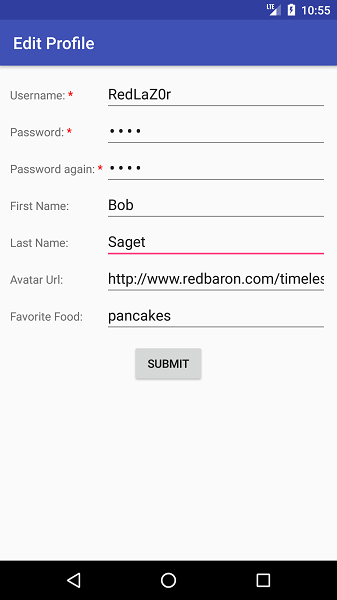 LTE 10:55
Edit Profile
Username: * RedLaZ0r
Password: * ••••
Password again: * ••••
First Name: Bob
Last Name: Saget
Avatar Url: http://www.redbaron.com/timeles
Favorite Food: pancakes
SUBMIT